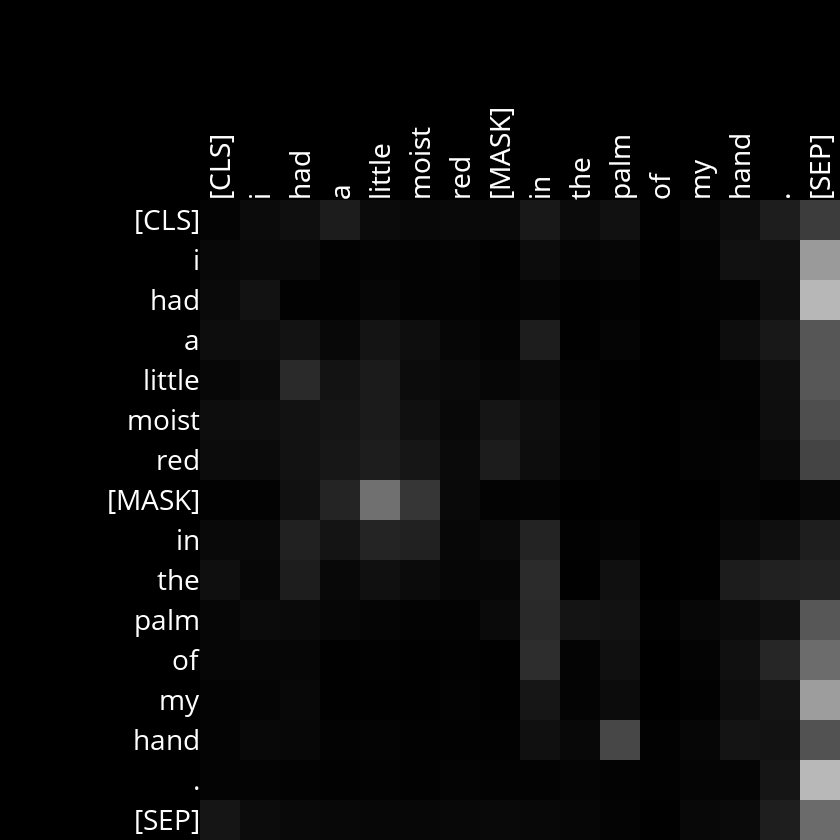 [CLS] i had a little moist red [MASK] in the palm of my hand . [SEP]
[CLS]
i
had
a
little
moist
red
[MASK]
in
the
palm
of
my
hand
.
[SEP]